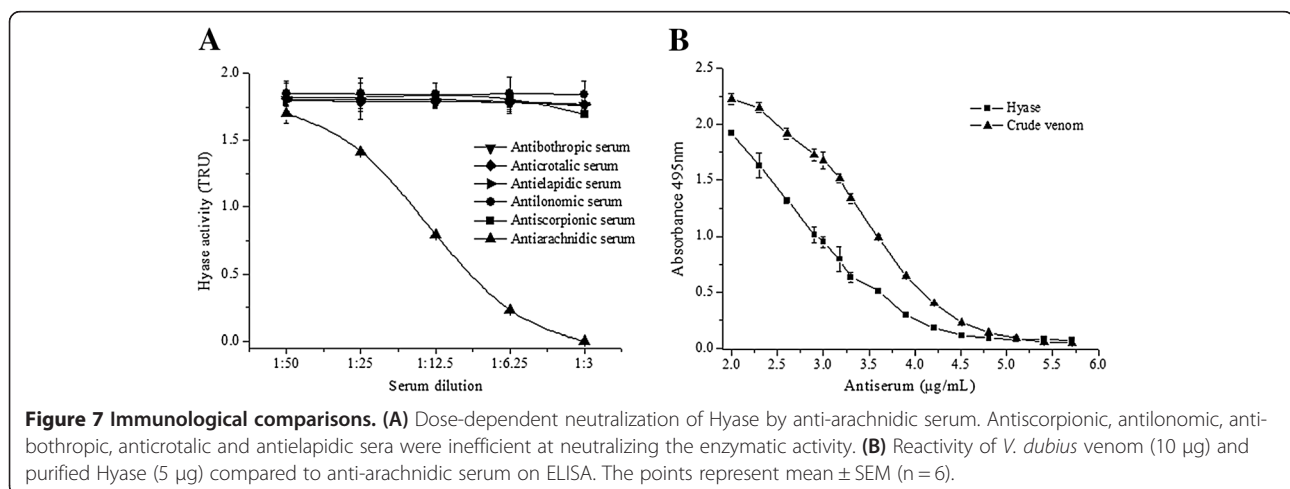 A
Hyase activity (TRU)
2.0
1.5
1.0
0.5
0.0
Antibothropic serum
Anticrotalic serum
Antielapidic serum
Antilonomic serum
Antiscorpionic serum
Antiarachnidic serum
1:50 1:25 1:12.5 1:6.25 1:3
Serum dilution
B
Absorbance 495nm
2.5
2.0
1.5
1.0
0.5
0.0
Hyase
Crude venom
2.0 2.5 3.0 3.5 4.0 4.5 5.0 5.5 6.0
Antiserum (µg/mL)
Figure 7 Immunological comparisons. (A) Dose-dependent neutralization of Hyase by anti-arachnidic serum. Antiscorpionic, antilonomic, anti-
bothropic, anticrotalic and antielapidic sera were inefficient at neutralizing the enzymatic activity. (B) Reactivity of V. dubius venom (10 µg) and
purified Hyase (5 µg) compared to anti-arachnidic serum on ELISA. The points represent mean ± SEM (n = 6).